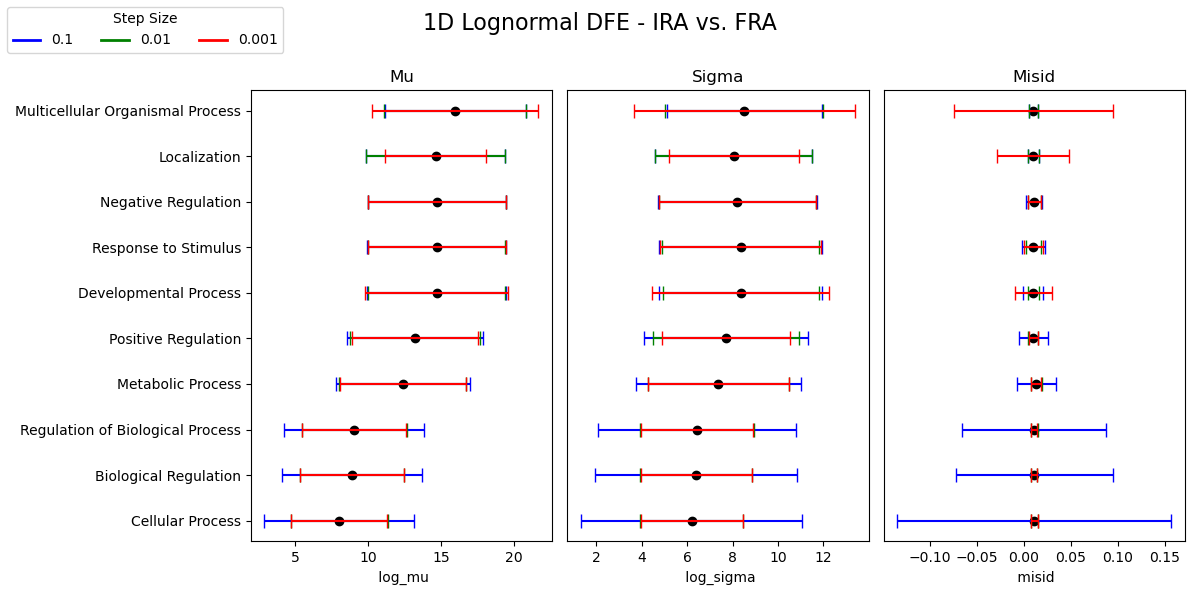 1D Lognormal DFE - IRA vs. FRA
Step Size
0.1 0.01 0.001
Mu Sigma Misid
Multicellular Organismal Process
Localization
Negative Regulation
Response to Stimulus
Developmental Process
Positive Regulation
Metabolic Process
Regulation of Biological Process
Biological Regulation
Cellular Process
5 10 15 20
2 4 6 8 10 12
−0.10 −0.05 0.00 0.05 0.10 0.15
log_mu log_sigma misid